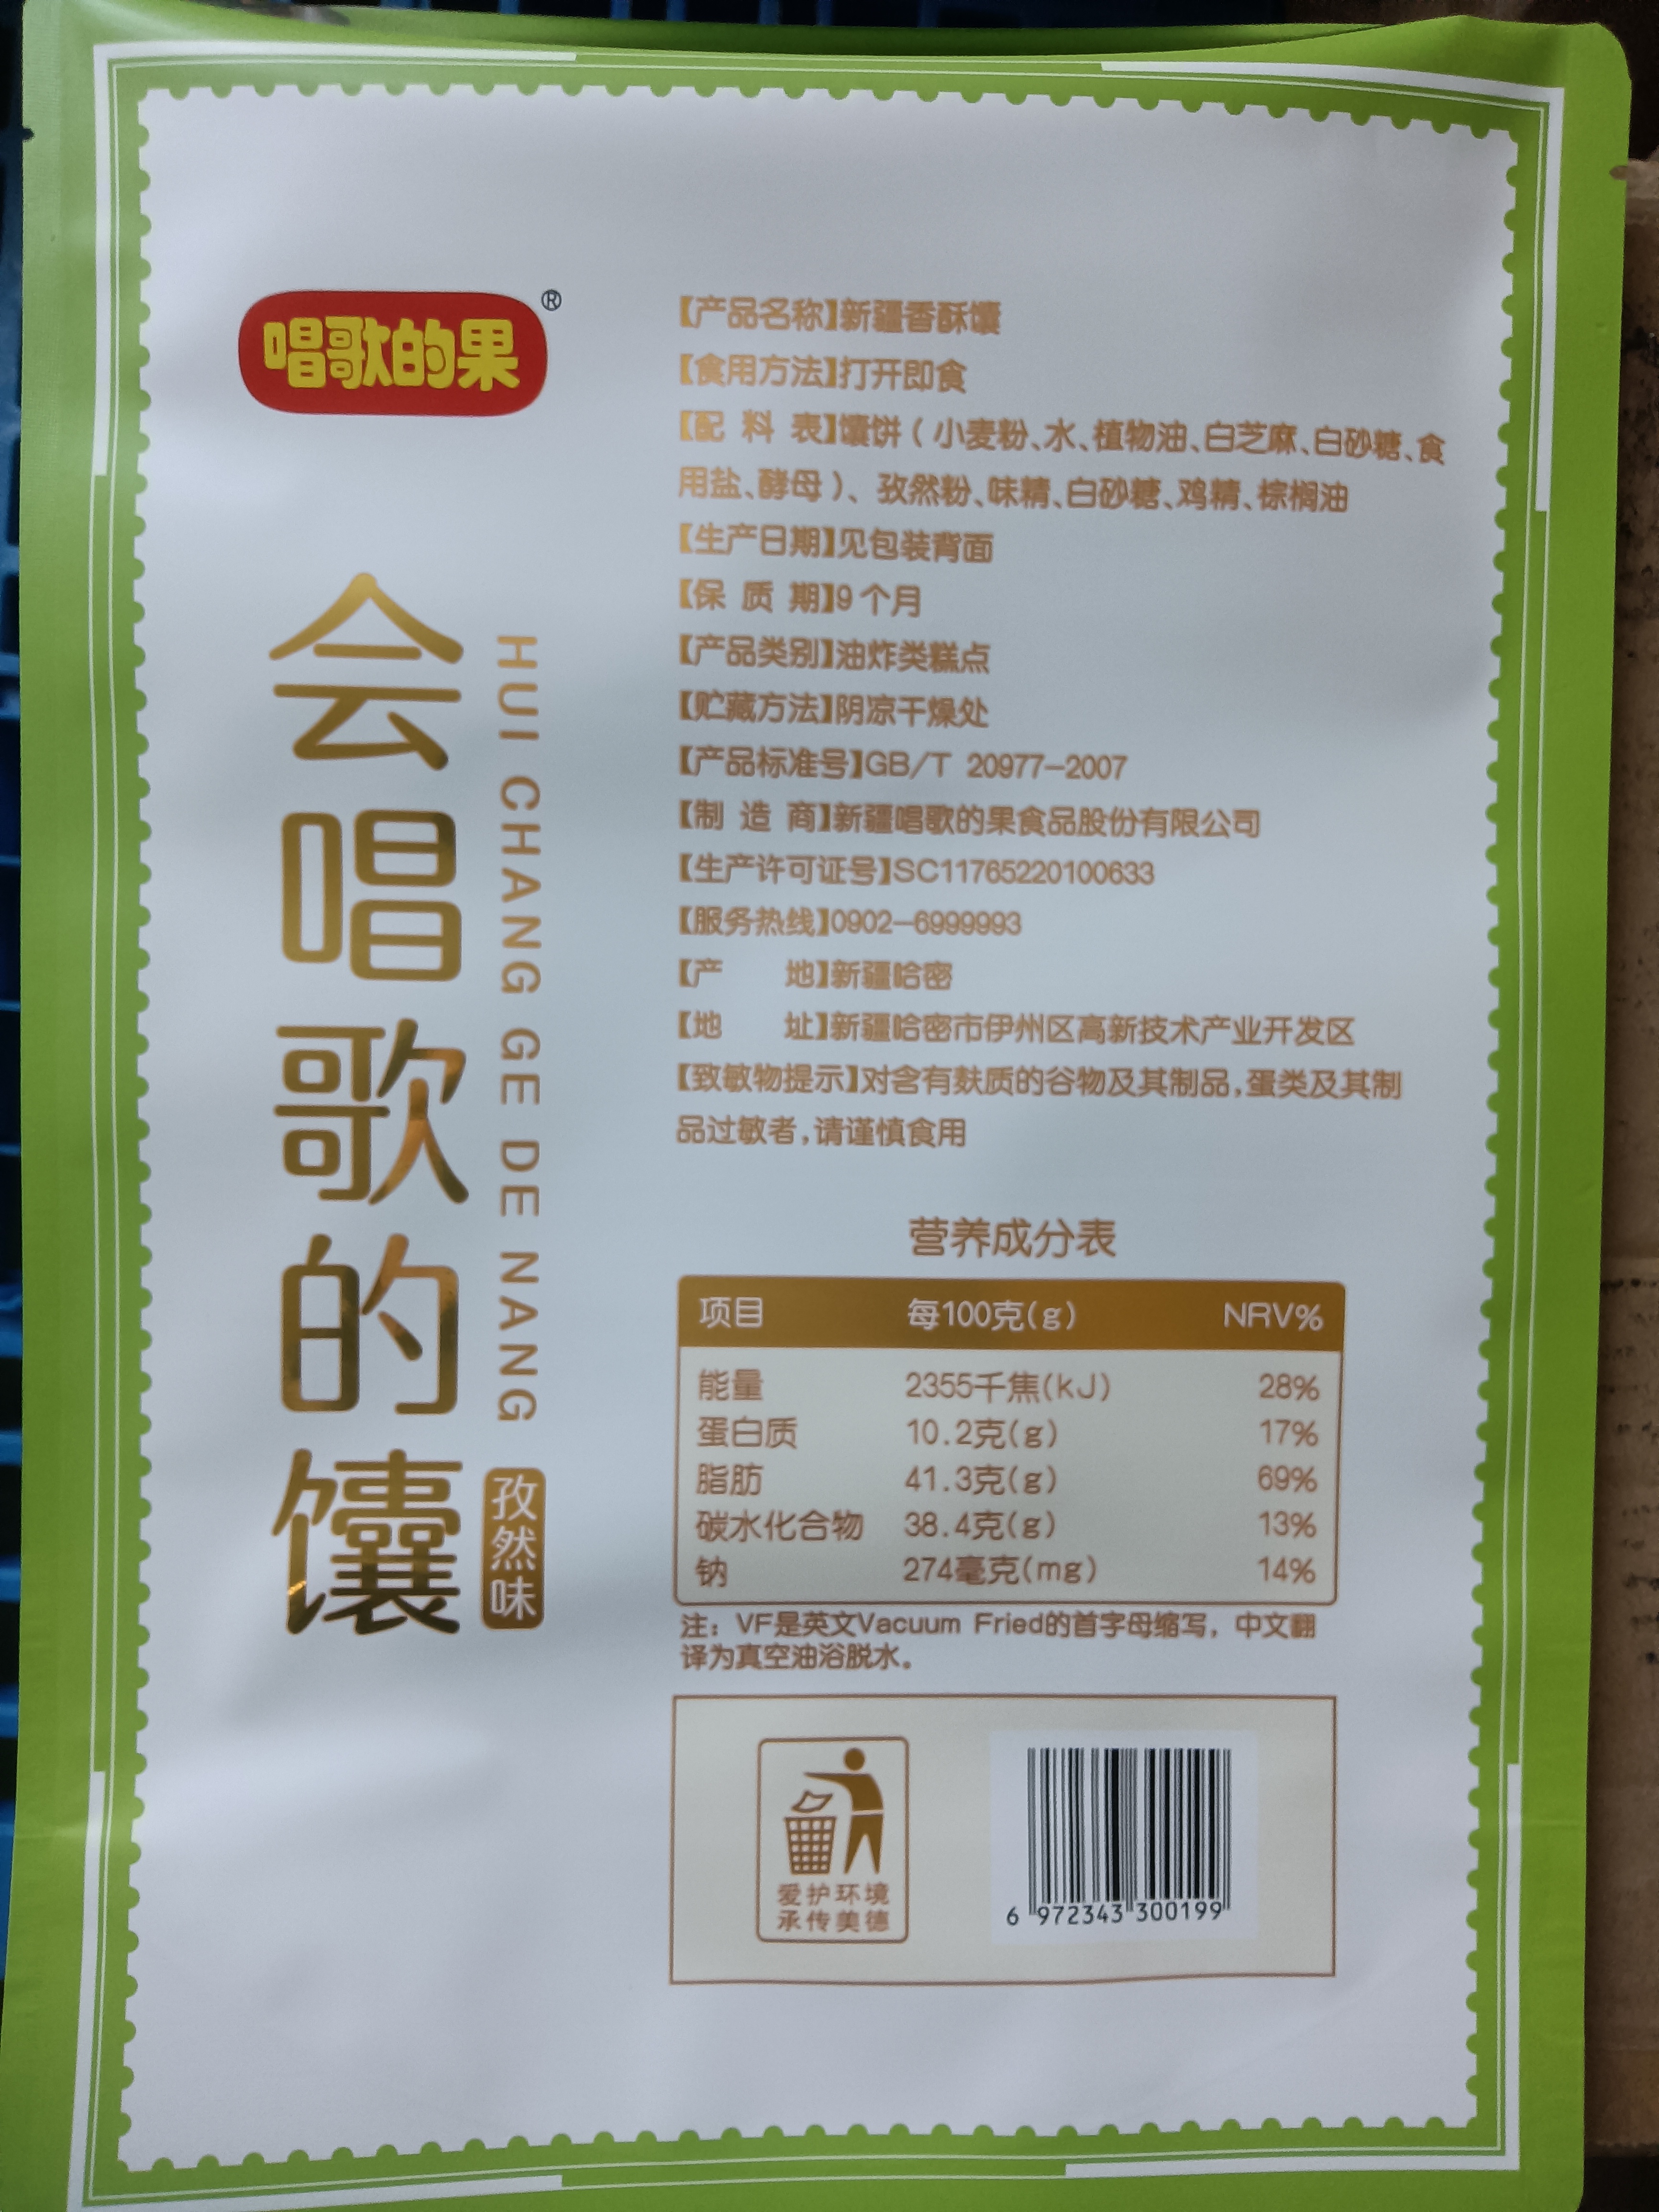 唱歌的果®
会唱歌的馕
HUI CHANG GE DE NANG
孜然味
【产品名称】新疆香酥馕
【食用方法】打开即食
【配 料 表】馕饼（小麦粉、水、植物油、白芝麻、白砂糖、食
用盐、酵母）、孜然粉、味精、白砂糖、鸡精、棕榈油
【生产日期】见包装背面
【保 质 期】9个月
【产品类别】油炸类糕点
【贮藏方法】阴凉干燥处
【产品标准号】GB/T 20977-2007
【制 造 商】新疆唱歌的果食品股份有限公司
【生产许可证号】SC11765220100633
【服务热线】0902-6999993
【产 地】新疆哈密
【地 址】新疆哈密市伊州区高新技术产业开发区
【致敏物提示】对含有麸质的谷物及其制品,蛋类及其制
品过敏者,请谨慎食用
营养成分表
项目 每100克(g) NRV%
能量 2355千焦(kJ) 28%
蛋白质 10.2克(g) 17%
脂肪 41.3克(g) 69%
碳水化合物 38.4克(g) 13%
钠 274毫克(mg) 14%
注：VF是英文Vacuum Fried的首字母缩写，中文翻
译为真空油浴脱水。
爱护环境
承传美德
6 972343 300199